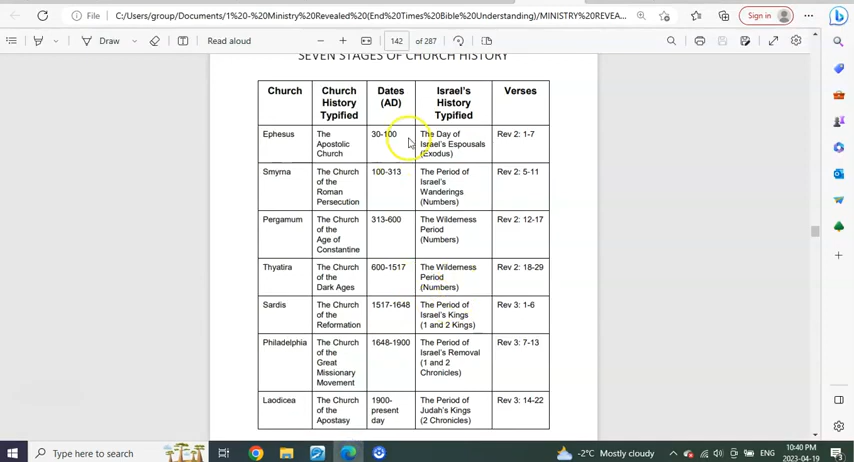 File
C:/Users/group/Documents/1%20-%20Ministry%20Revealed%20(End%20Times%20Bible%20Understanding)/MINISTRY%20REVEA...
Sign in
Draw
Read aloud
142 of 287
SEVEN STAGES OF CHURCH HISTORY
Church
Church
History
Typified
Dates
(AD)
Israel's
History
Typified
Verses
Ephesus
The
Apostolic
Church
30-100
The Day of
Israel's Espousals
(Exodus)
Rev 2: 1-7
Smyrna
The Church
of the
Roman
Persecution
100-313
The Period of
Israel's
Wanderings
(Numbers)
Rev 2: 5-11
Pergamum
The Church
of the
Age of
Constantine
313-600
The Wilderness
Period
(Numbers)
Rev 2: 12-17
Thyatira
The Church
of the
Dark Ages
600-1517
The Wilderness
Period
(Numbers)
Rev 2: 18-29
Sardis
The Church
of the
Reformation
1517-1648
The Period of
Israel's Kings
(1 and 2 Kings)
Rev 3: 1-6
Philadelphia
The Church
of the
Great
Missionary
Movement
1648-1900
The Period of
Israel's Removal
(1 and 2
Chronicles)
Rev 3: 7-13
Laodicea
The Church
of the
Apostasy
1900-
present
day
The Period of
Judah's Kings
(2 Chronicles)
Rev 3: 14-22
Type here to search
-2°C Mostly cloudy
ENG
10:40 PM
2023-04-19
3